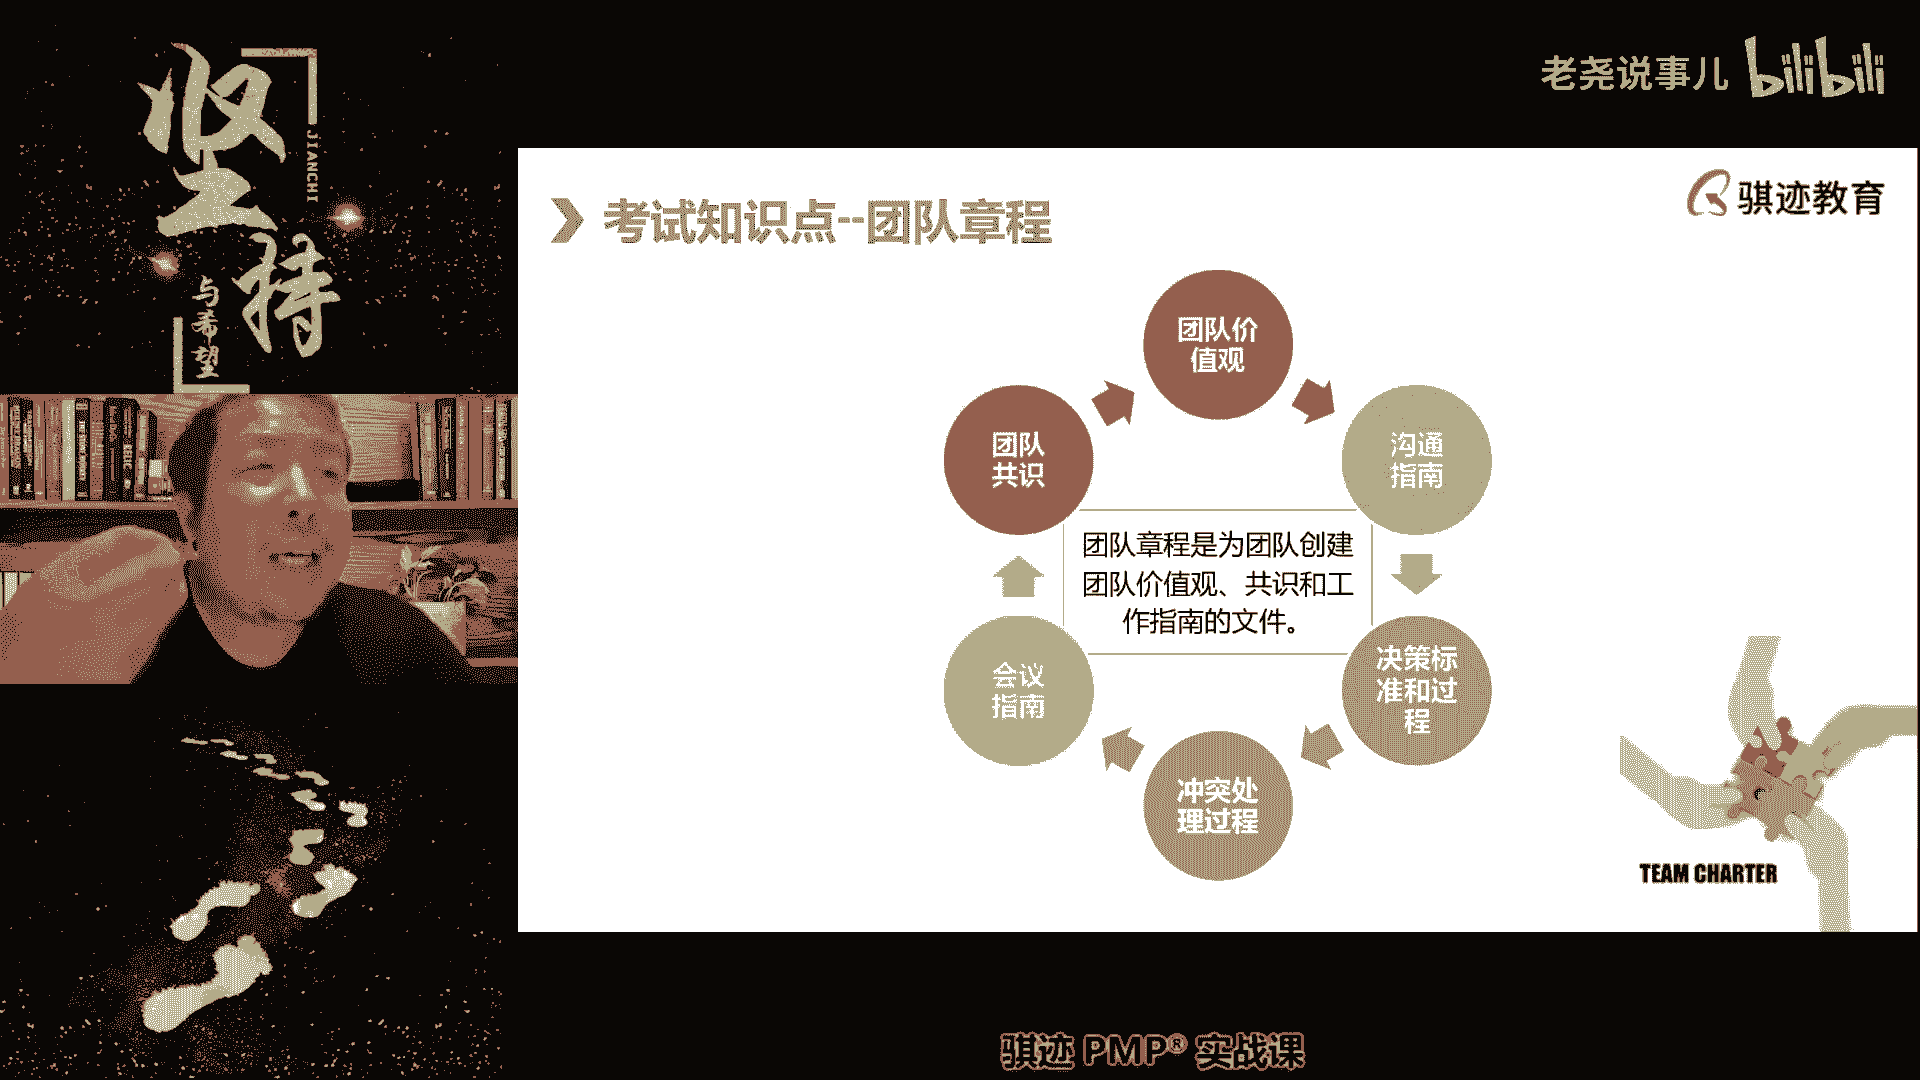 坚持
JIANCHI
与希望
老尧说事儿 bilibili
骐迹教育
考试知识点--团队章程
团队价
值观
沟通
指南
决策标
准和过
程
冲突处
理过程
会议
指南
团队
共识
团队章程是为团队创建
团队价值观、共识和工
作指南的文件。
TEAM CHARTER
骐迹 PMP® 实战课